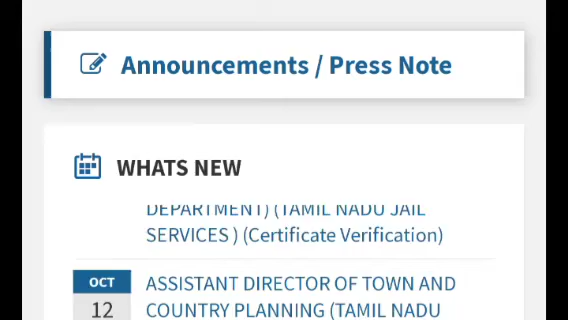 Announcements / Press Note
WHATS NEW
DEPARTMENT) (TAMIL NADU JAIL
SERVICES ) (Certificate Verification)
OCT
12
ASSISTANT DIRECTOR OF TOWN AND
COUNTRY PLANNING (TAMIL NADU